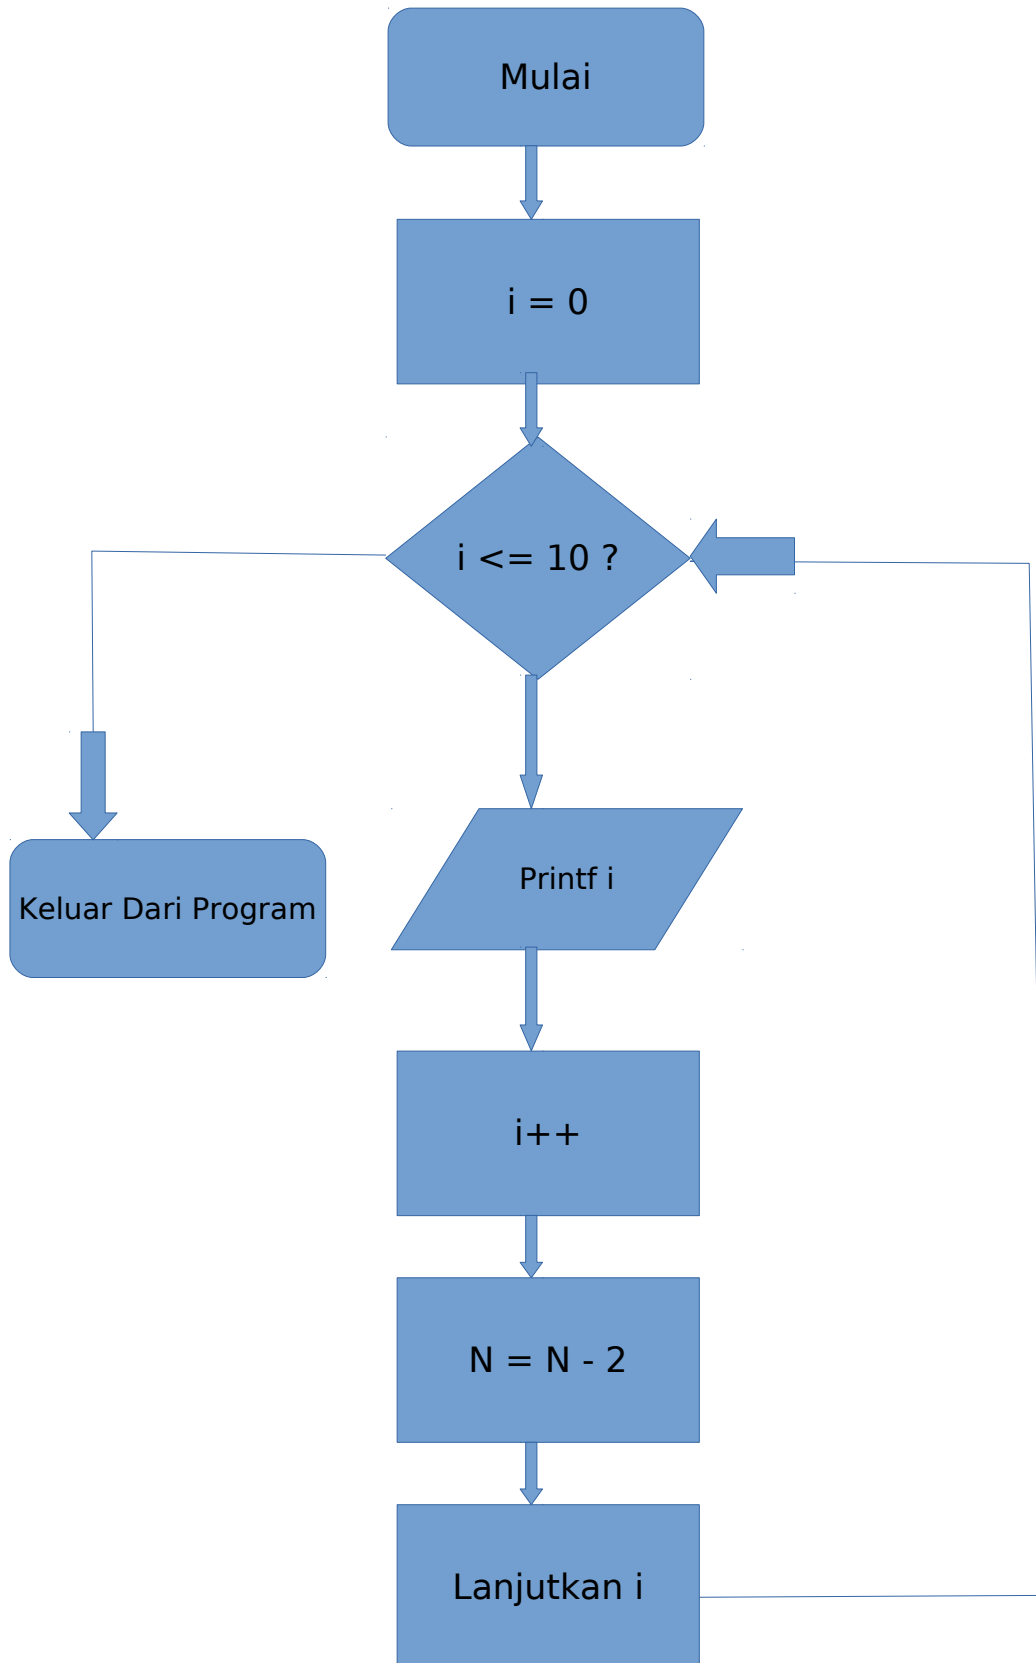 Mulai
i = 0
i <= 10 ?
Printf i
Keluar Dari Program
i++
N = N - 2
Lanjutkan i